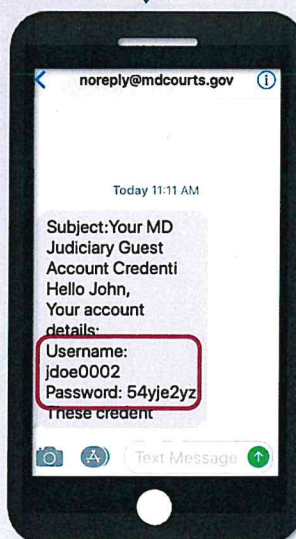 noreply@mdcourts.gov
Today 11:11 AM
Subject:Your MD
Judiciary Guest
Account Credenti
Hello John,
Your account
details:
Username:
jdoe0002
Password: 54yje2yz
These credent
Text Message